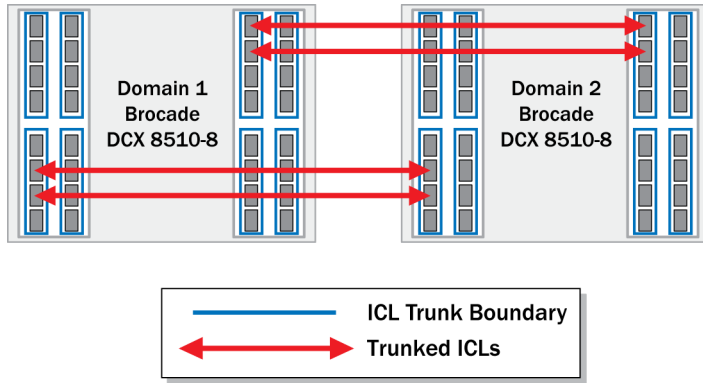 Domain 1
Brocade
DCX 8510-8
Domain 2
Brocade
DCX 8510-8
ICL Trunk Boundary
Trunked ICLs